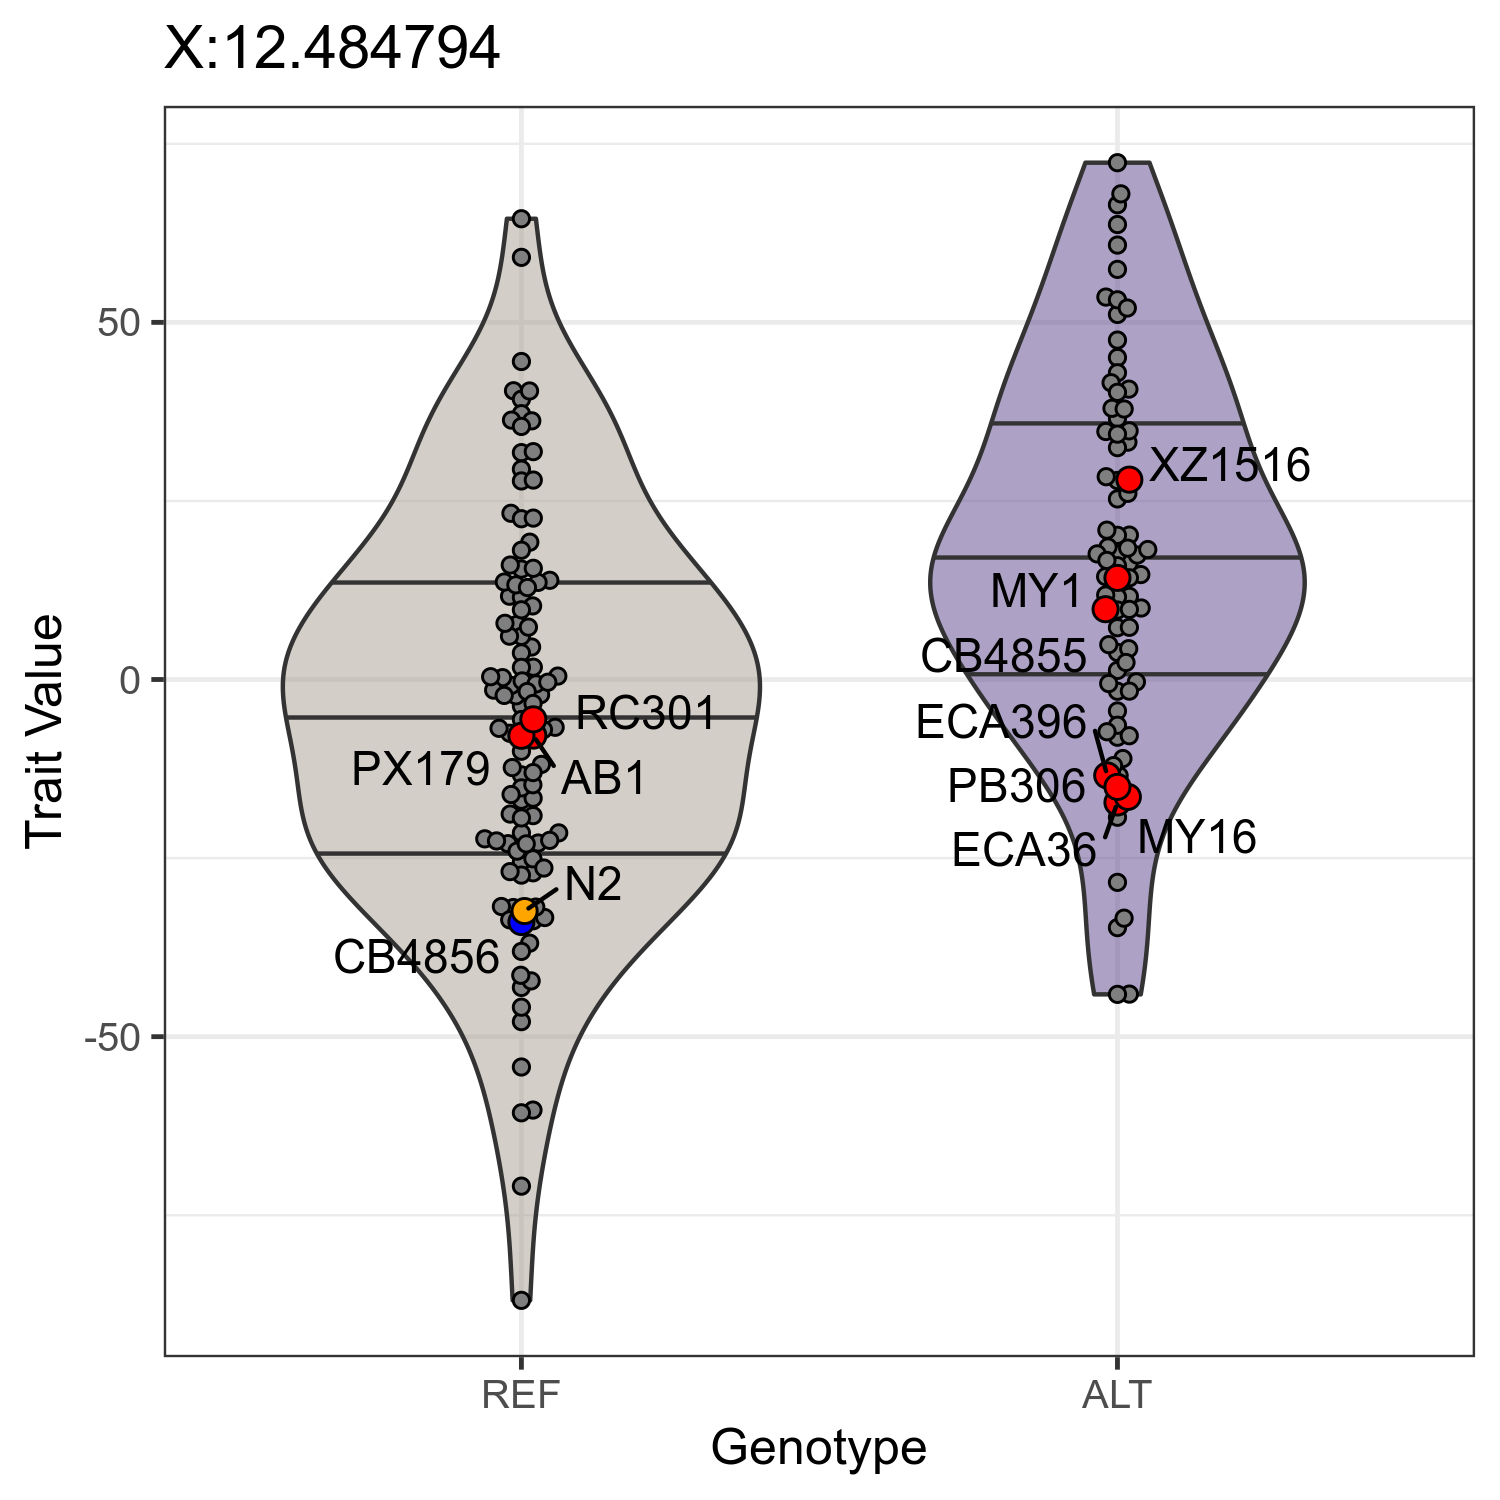 X:12.484794
Trait Value
50
0
-50
XZ1516
MY1
CB4855
RC301
ECA396
PX179
AB1
PB306
MY16
ECA36
N2
CB4856
REF
ALT
Genotype